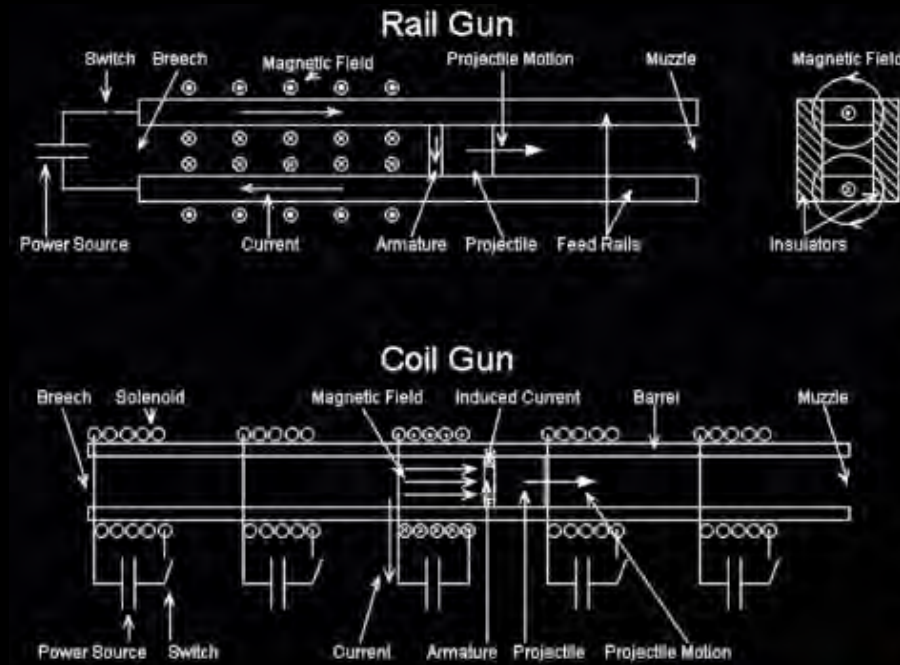 Rail Gun
Switch Breech Magnetic Field Projectile Motion Muzzle Magnetic Field
Power Source Current Armature Projectile Feed Rails Insulators
Coil Gun
Breech Solenoid Magnetic Field Induced Current Barrel Muzzle
Power Source Switch Current Armature Projectile Projectile Motion